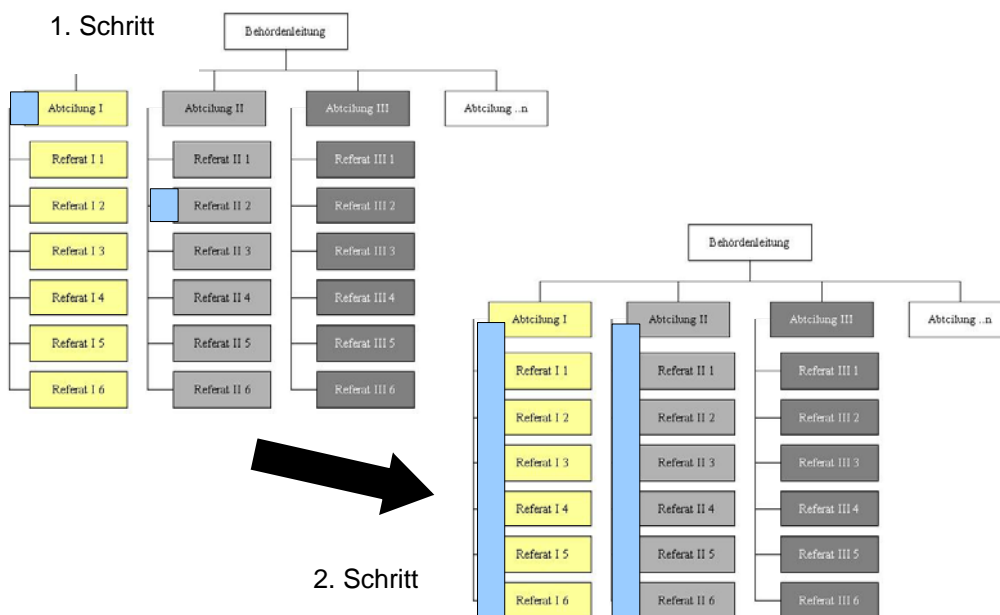 1. Schritt
Behördenleitung
Abteilung I
Abteilung II
Abteilung III
Abteilung ..n
Referat I 1
Referat II 1
Referat III 1
Referat I 2
Referat II 2
Referat III 2
Referat I 3
Referat II 3
Referat III 3
Referat I 4
Referat II 4
Referat III 4
Referat I 5
Referat II 5
Referat III 5
Referat I 6
Referat II 6
Referat III 6
Behördenleitung
Abteilung I
Abteilung II
Abteilung III
Abteilung ..n
Referat I 1
Referat II 1
Referat III 1
Referat I 2
Referat II 2
Referat III 2
Referat I 3
Referat II 3
Referat III 3
Referat I 4
Referat II 4
Referat III 4
Referat I 5
Referat II 5
Referat III 5
Referat I 6
Referat II 6
Referat III 6
2. Schritt